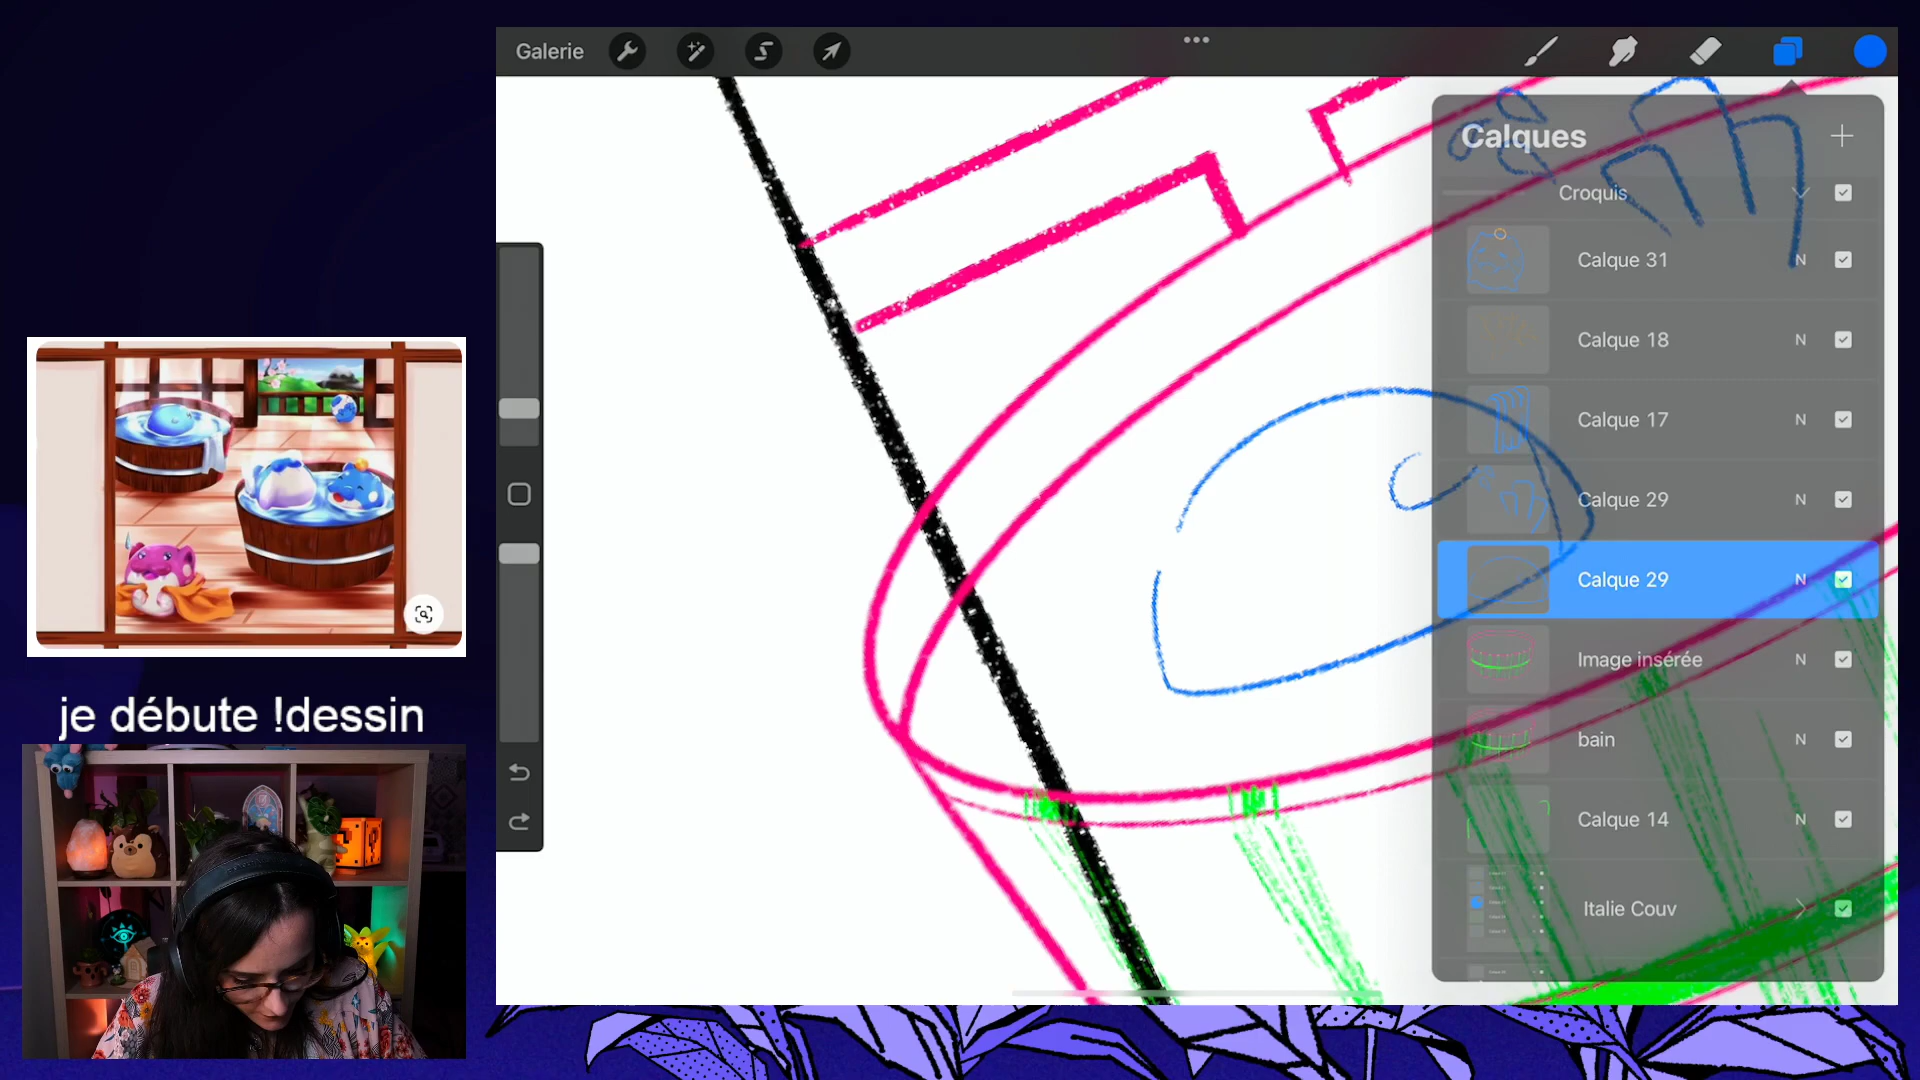 Galerie
Calques
Croquis
Calque 31 N
Calque 18 N
Calque 17 N
Calque 29 N
Calque 29 N
Image insérée N
bain N
Calque 14 N
Italie Couv
je débute !dessin